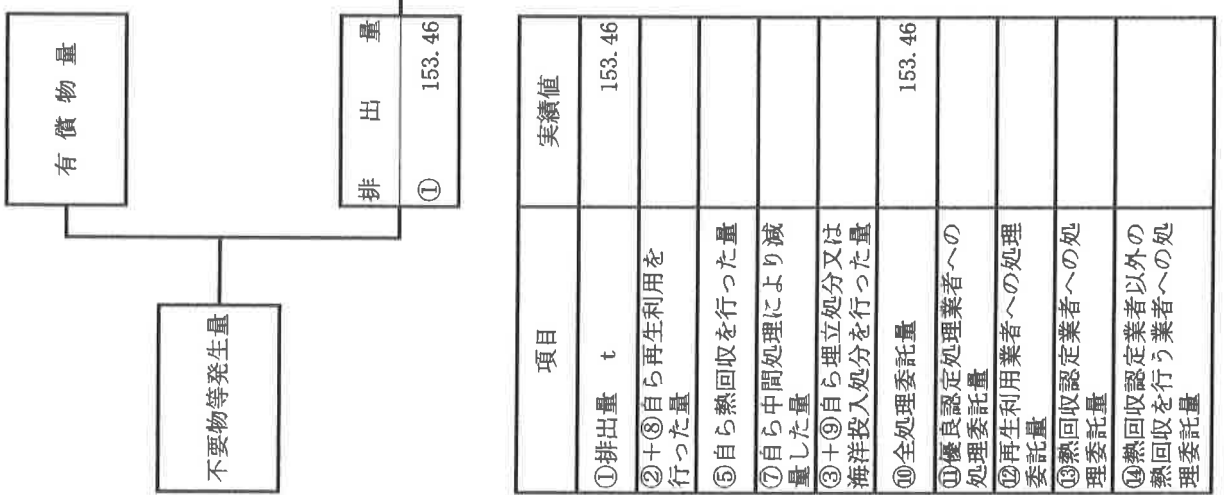 不要物等発生量
有償物量
排出量
① 153.46
項目 実績値
①排出量 t 153.46
②+⑧自ら再生利用を
行った量
⑤自ら熱回収を行った量
⑦自ら中間処理により減
量した量
③+⑨自ら埋立処分又は
海洋投入処分を行った量
⑩全処理委託量 153.46
⑪優良認定処理業者への
処理委託量
⑫再生利用業者への処理
委託量
⑬熱回収認定業者への処
理委託量
⑭熱回収認定業者以外の
熱回収を行う業者への処
理委託量